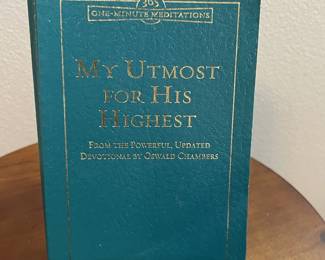 365
ONE-MINUTE MEDITATIONS
MY UTMOST
FOR HIS
HIGHEST
FROM THE POWERFUL, UPDATED
DEVOTIONAL BY OSWALD CHAMBERS